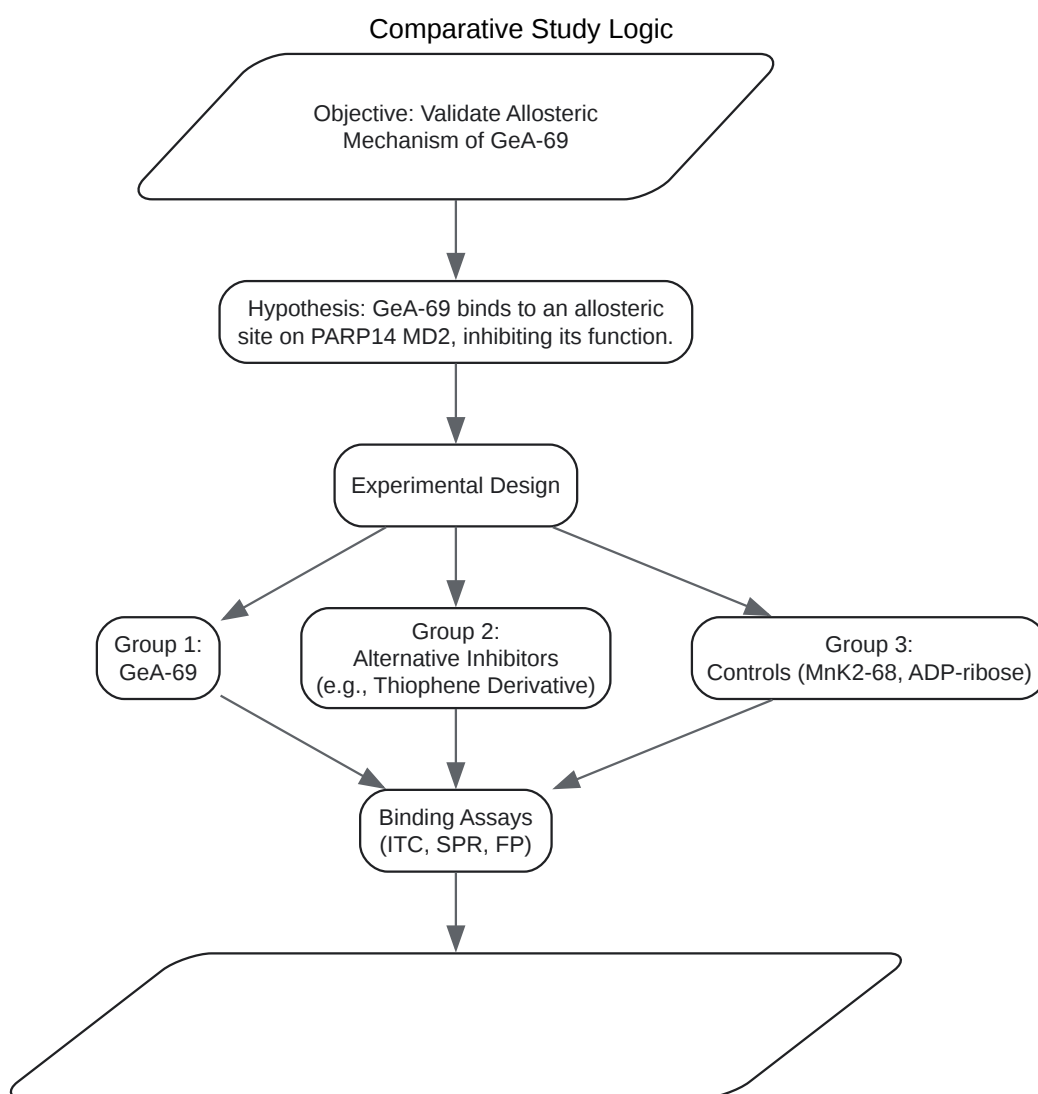 Comparative Study Logic
Objective: Validate Allosteric
Mechanism of GeA-69
Hypothesis: GeA-69 binds to an allosteric
site on PARP14 MD2, inhibiting its function.
Experimental Design
Group 1:
GeA-69
Group 2:
Alternative Inhibitors
(e.g., Thiophene Derivative)
Group 3:
Controls (MnK2-68, ADP-ribose)
Binding Assays
(ITC, SPR, FP)